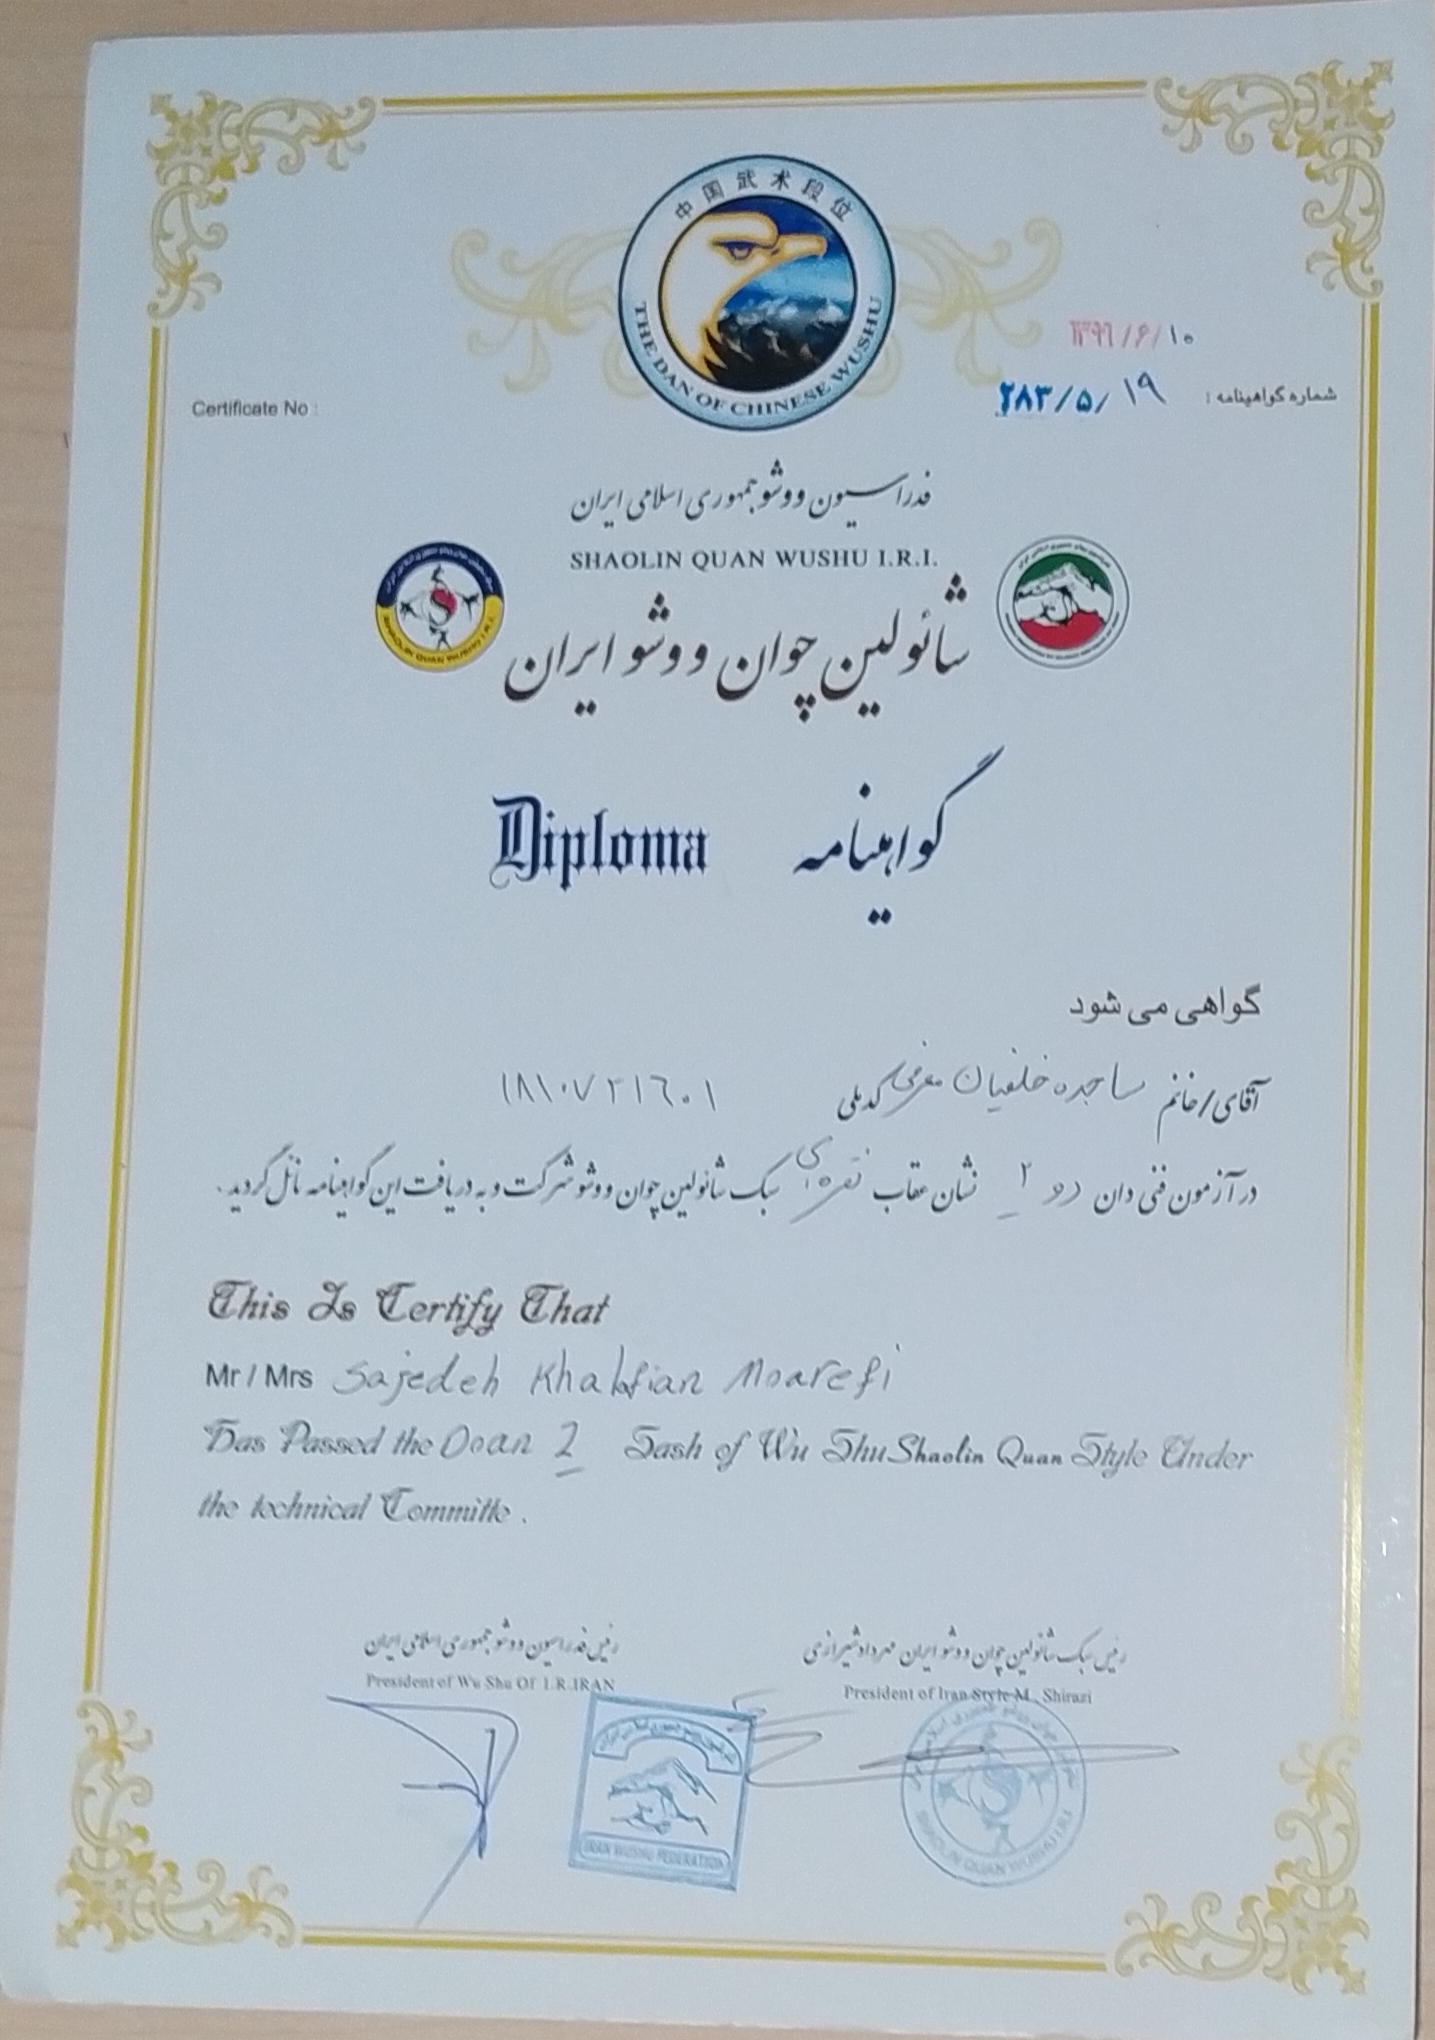 中国武术段位
THE DAN OF CHINESE WUSHU
۱۳۹۶/۶/۱۰
شماره گواهینامه : ۲۸۳/۵/۱۹
Certificate No :
فدراسیون ووشو جمهوری اسلامی ایران
SHAOLIN QUAN WUSHU I.R.I.
SHAOLIN QUAN WUSHU I.R.I.
شائولین چوان ووشو ایران
گواهینامه
Diploma
گواهی می شود
آقای/خانم ساجده خلفیان معرفی کد ملی ۱۸۱۰۷۲۱۶۰۱
در آزمون فنی دان دو ۲ نشان عقاب نقره ای سبک شائولین چوان ووشو شرکت و به دریافت این گواهینامه نائل گردید.
This Is Certify That
Mr / Mrs Sajedeh Khalfian Moarefi
Has Passed the Doan 2 Sash of Wu Shu Shaolin Quan Style Under
the technical Committe .
رئیس سبک شائولین چوان ووشو ایران مهرداد شیرازی
President of Iran Style M . Shirazi
رئیس فدراسیون ووشو جمهوری اسلامی ایران
President of Wu Shu Of I.R.IRAN
IRAN WUSHU FEDERATION
SHAOLIN QUAN WUSHU I.R.I